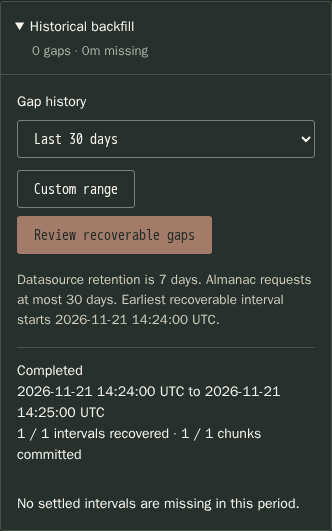 ▼ Historical backfill
0 gaps · 0m missing
Gap history
Last 30 days
Custom range
Review recoverable gaps
Datasource retention is 7 days. Almanac requests
at most 30 days. Earliest recoverable interval
starts 2026-11-21 14:24:00 UTC.
Completed
2026-11-21 14:24:00 UTC to 2026-11-21
14:25:00 UTC
1 / 1 intervals recovered · 1 / 1 chunks
committed
No settled intervals are missing in this period.